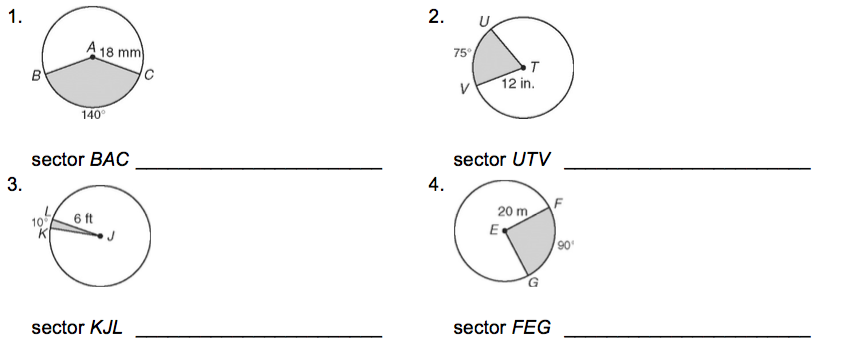 1.
A 18 mm
B
C
140°
sector BAC
2.
U
75°
T
V
12 in.
sector UTV
3.
L
10°
6 ft
K
J
sector KJL
4.
F
20 m
E
90°
G
sector FEG